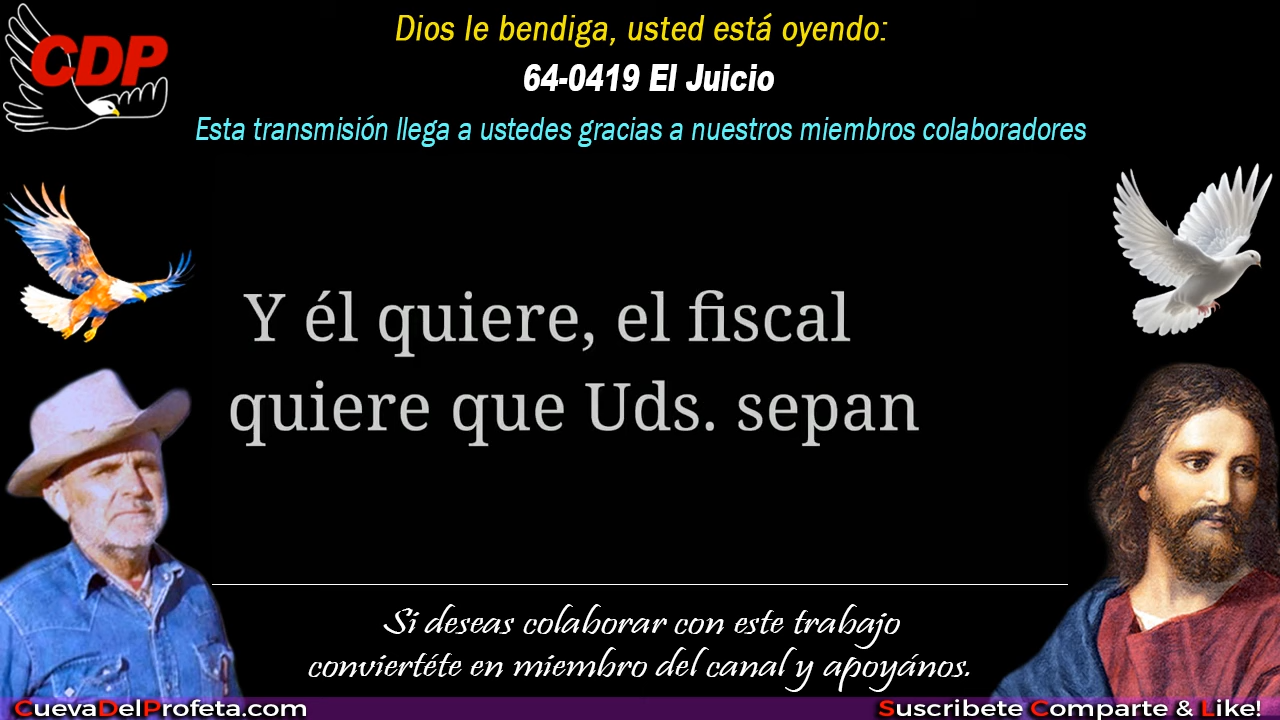 CDP
Dios le bendiga, usted está oyendo:
64-0419 El Juicio
Esta transmisión llega a ustedes gracias a nuestros miembros colaboradores
Y él quiere, el fiscal
quiere que Uds. sepan
Si deseas colaborar con este trabajo
conviertéte en miembro del canal y apoyános.
CuevaDelProfeta.com
Suscribete Comparte & Like!